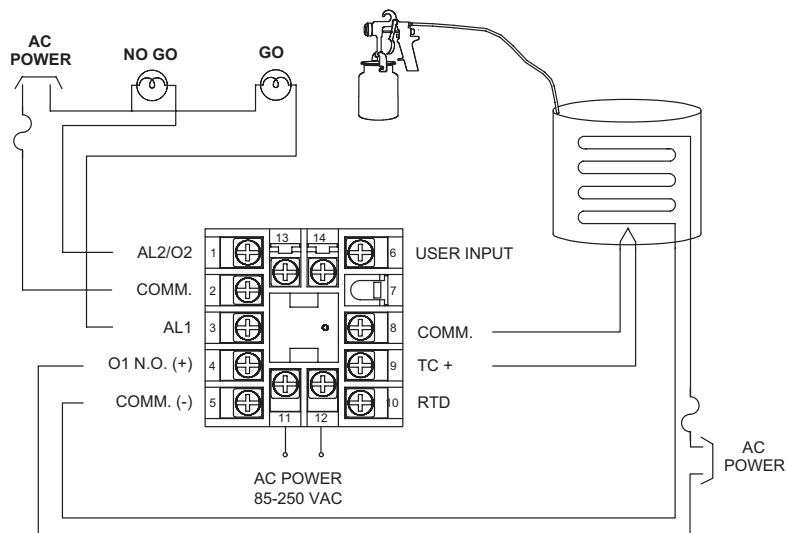 AC
POWER
NO GO
GO
AL2/O2
COMM.
AL1
O1 N.O. (+)
COMM. (-)
1
2
3
4
5
13
14
11
12
6
7
8
9
10
USER INPUT
COMM.
TC +
RTD
AC POWER
85-250 VAC
AC
POWER